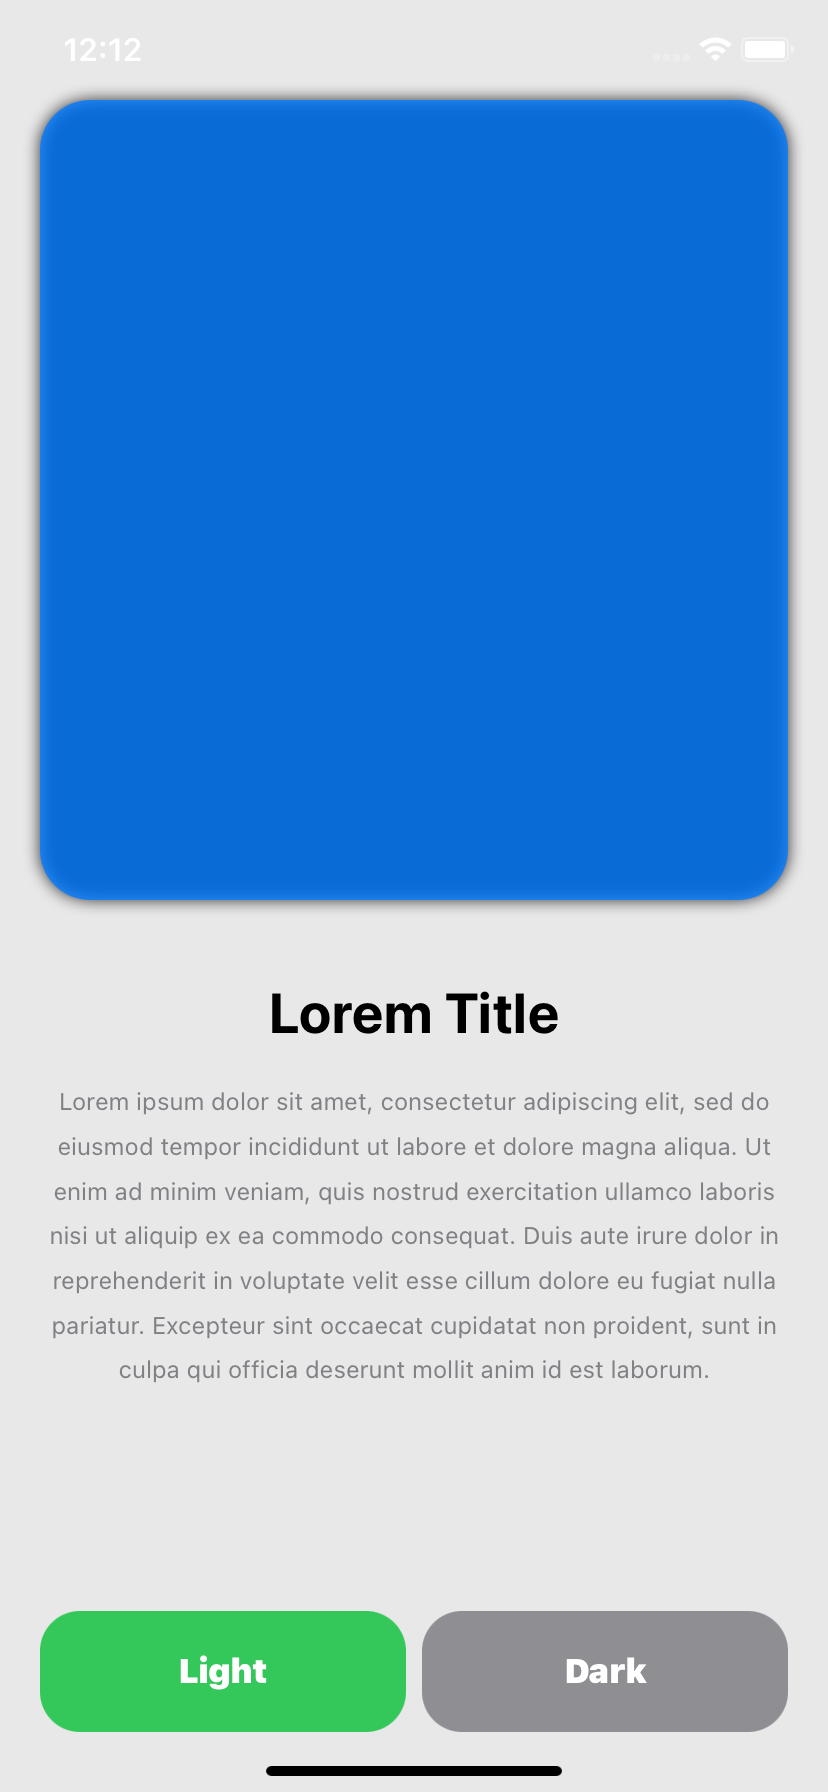 12:12
Lorem Title
Lorem ipsum dolor sit amet, consectetur adipiscing elit, sed do
eiusmod tempor incididunt ut labore et dolore magna aliqua. Ut
enim ad minim veniam, quis nostrud exercitation ullamco laboris
nisi ut aliquip ex ea commodo consequat. Duis aute irure dolor in
reprehenderit in voluptate velit esse cillum dolore eu fugiat nulla
pariatur. Excepteur sint occaecat cupidatat non proident, sunt in
culpa qui officia deserunt mollit anim id est laborum.
Light
Dark